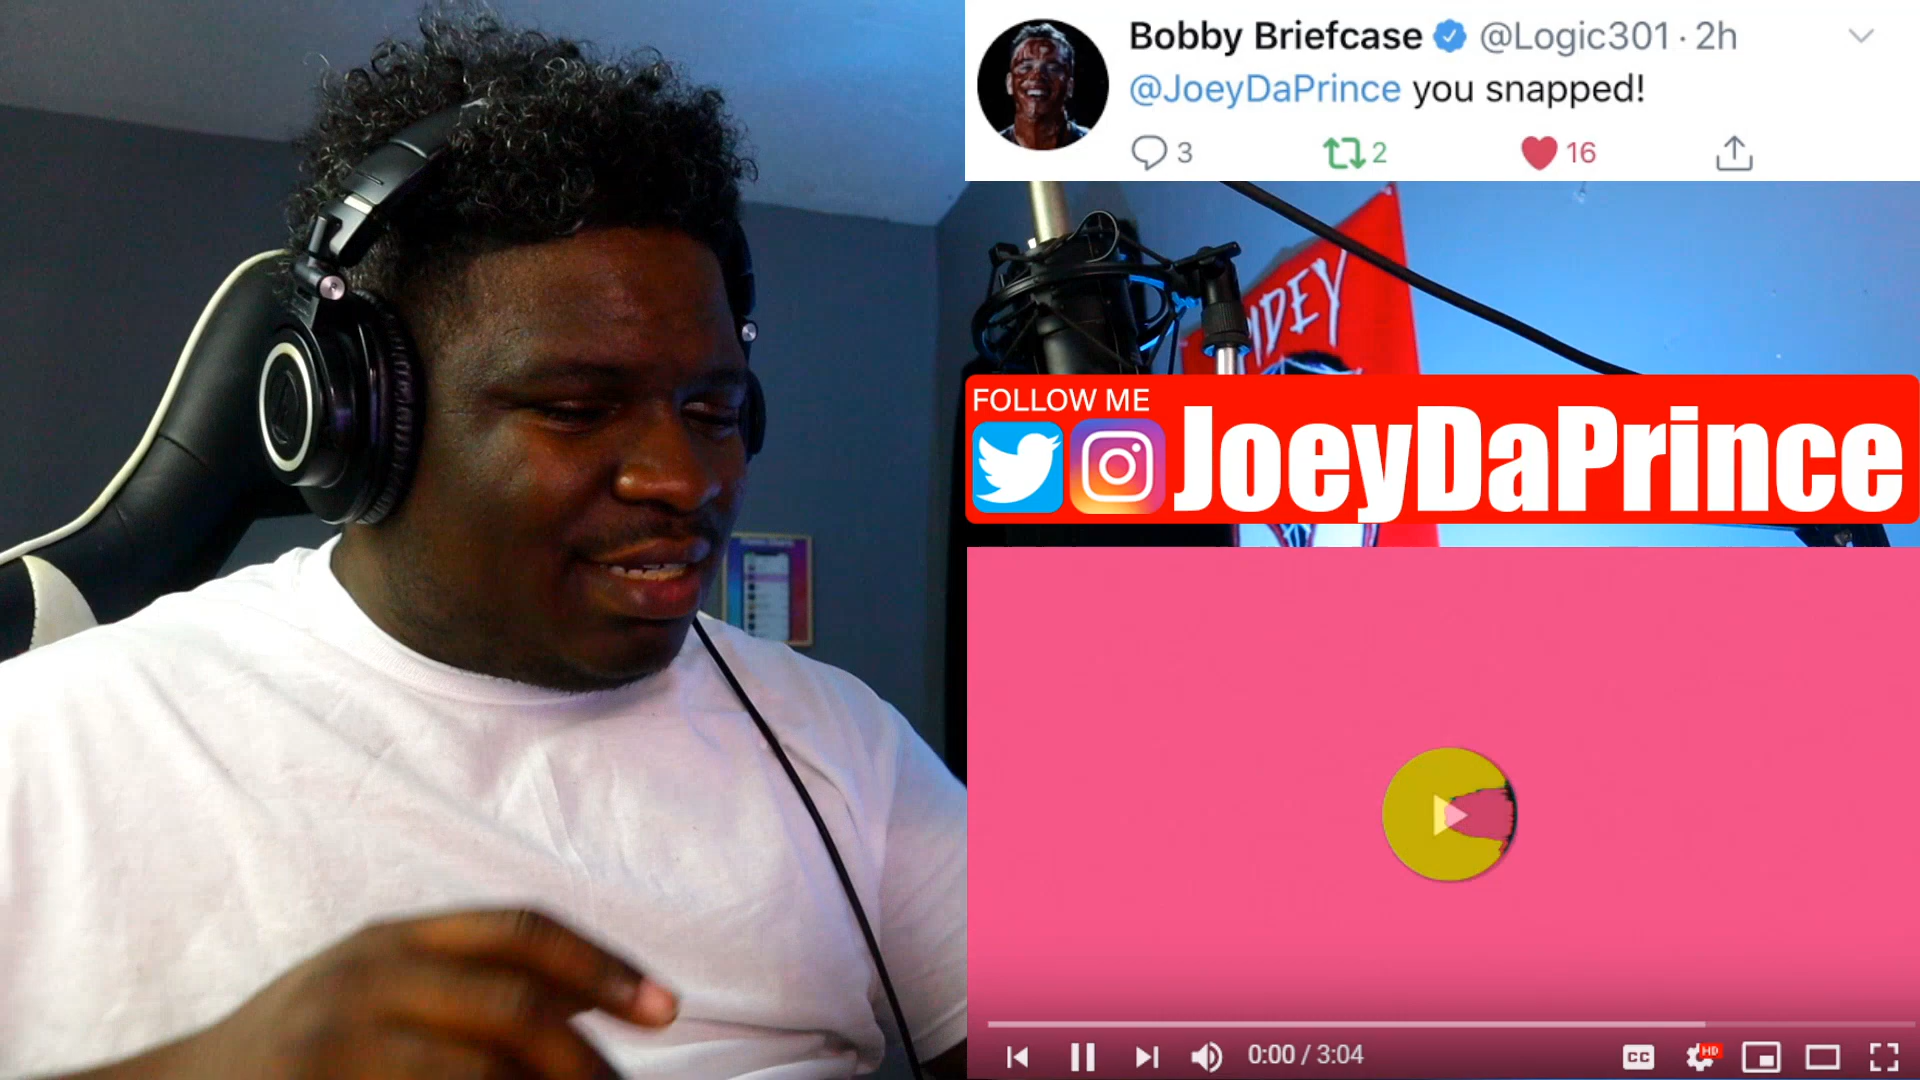 Bobby Briefcase @Logic301 · 2h
@JoeyDaPrince you snapped!
3 2 16
IDEY
FOLLOW ME
JoeyDaPrince
0:00 / 3:04
CC HD